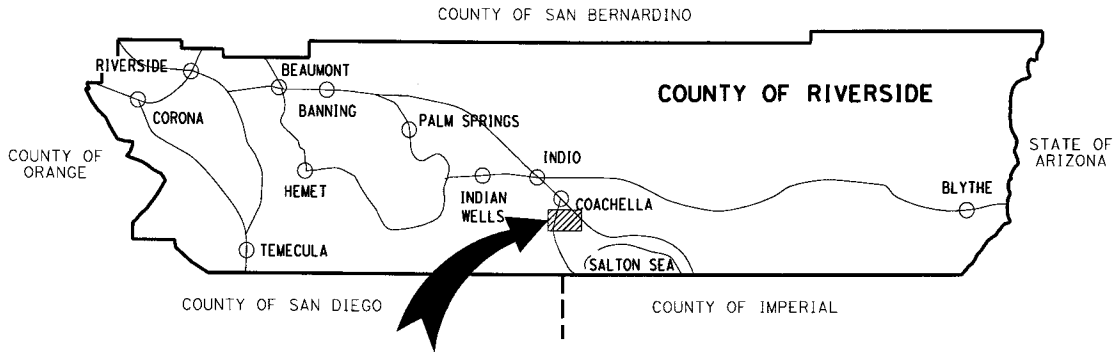 COUNTY OF SAN BERNARDINO
RIVERSIDE
BEAUMONT
BANNING
CORONA
COUNTY OF RIVERSIDE
PALM SPRINGS
COUNTY OF
ORANGE
STATE OF
ARIZONA
INDIO
HEMET
INDIAN
WELLS
COACHELLA
BLYTHE
TEMECULA
SALTON SEA
COUNTY OF SAN DIEGO
COUNTY OF IMPERIAL